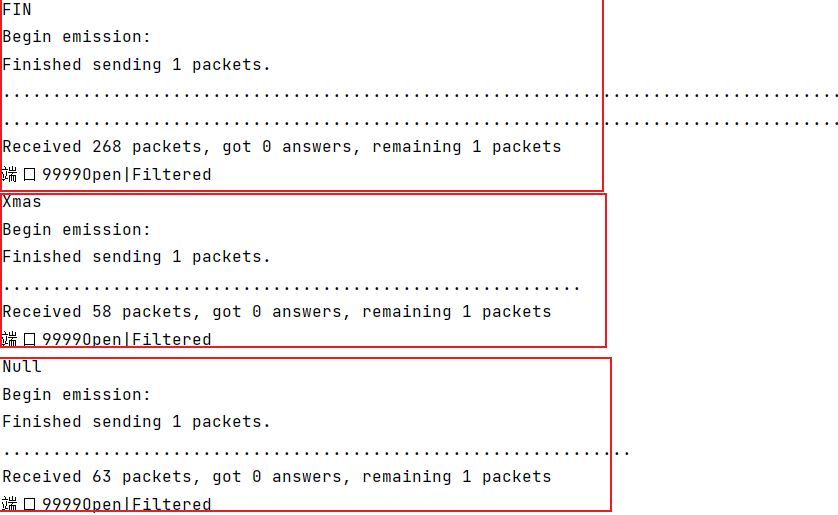 FIN
Begin emission:
Finished sending 1 packets.
....................................................................................
....................................................................................
Received 268 packets, got 0 answers, remaining 1 packets
端口9999Open|Filtered
Xmas
Begin emission:
Finished sending 1 packets.
..........................................................
Received 58 packets, got 0 answers, remaining 1 packets
端口9999Open|Filtered
Null
Begin emission:
Finished sending 1 packets.
...............................................................
Received 63 packets, got 0 answers, remaining 1 packets
端口9999Open|Filtered